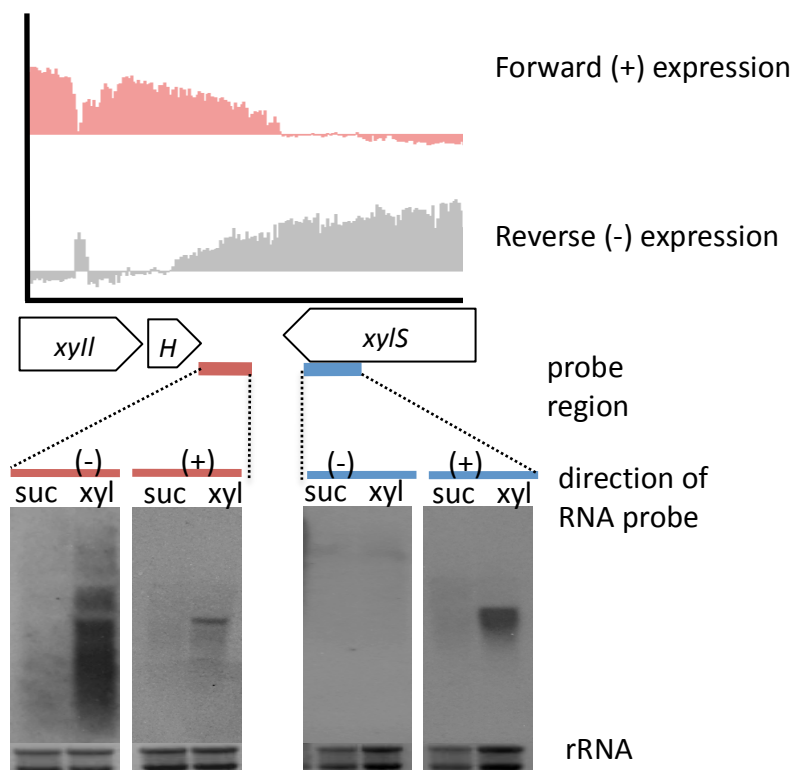 Forward (+) expression
Reverse (-) expression
xylI
H
xylS
probe
region
(-) (+) (-) (+)
suc xyl suc xyl suc xyl suc xyl
direction of
RNA probe
rRNA